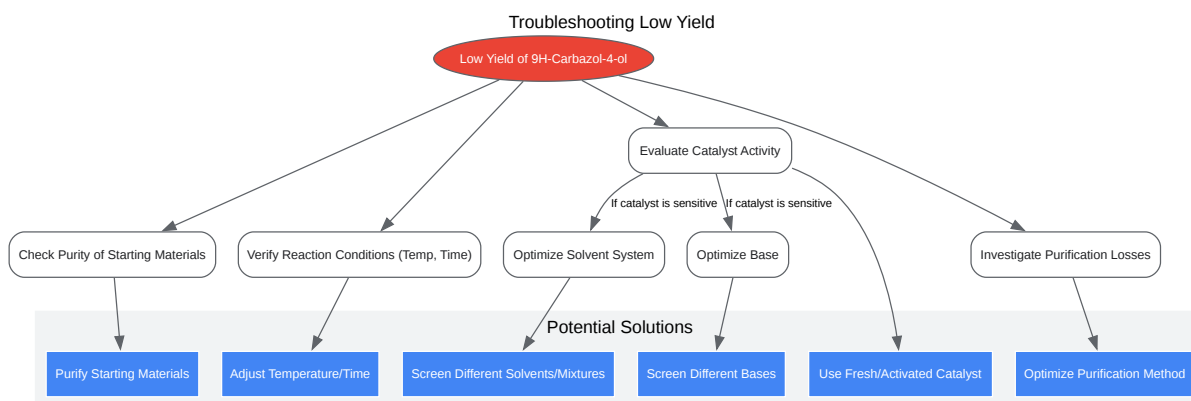 Troubleshooting Low Yield
Low Yield of 9H-Carbazol-4-ol
Evaluate Catalyst Activity
If catalyst is sensitive
If catalyst is sensitive
Check Purity of Starting Materials
Verify Reaction Conditions (Temp, Time)
Optimize Solvent System
Optimize Base
Investigate Purification Losses
Potential Solutions
Purify Starting Materials
Adjust Temperature/Time
Screen Different Solvents/Mixtures
Screen Different Bases
Use Fresh/Activated Catalyst
Optimize Purification Method